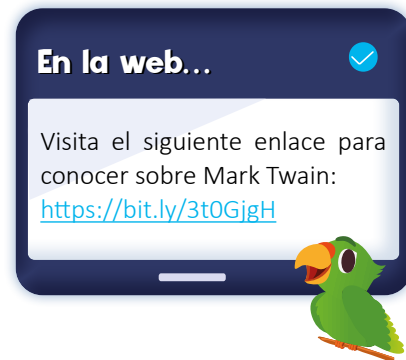 En la web...
Visita el siguiente enlace para
conocer sobre Mark Twain:
https://bit.ly/3t0GjgH